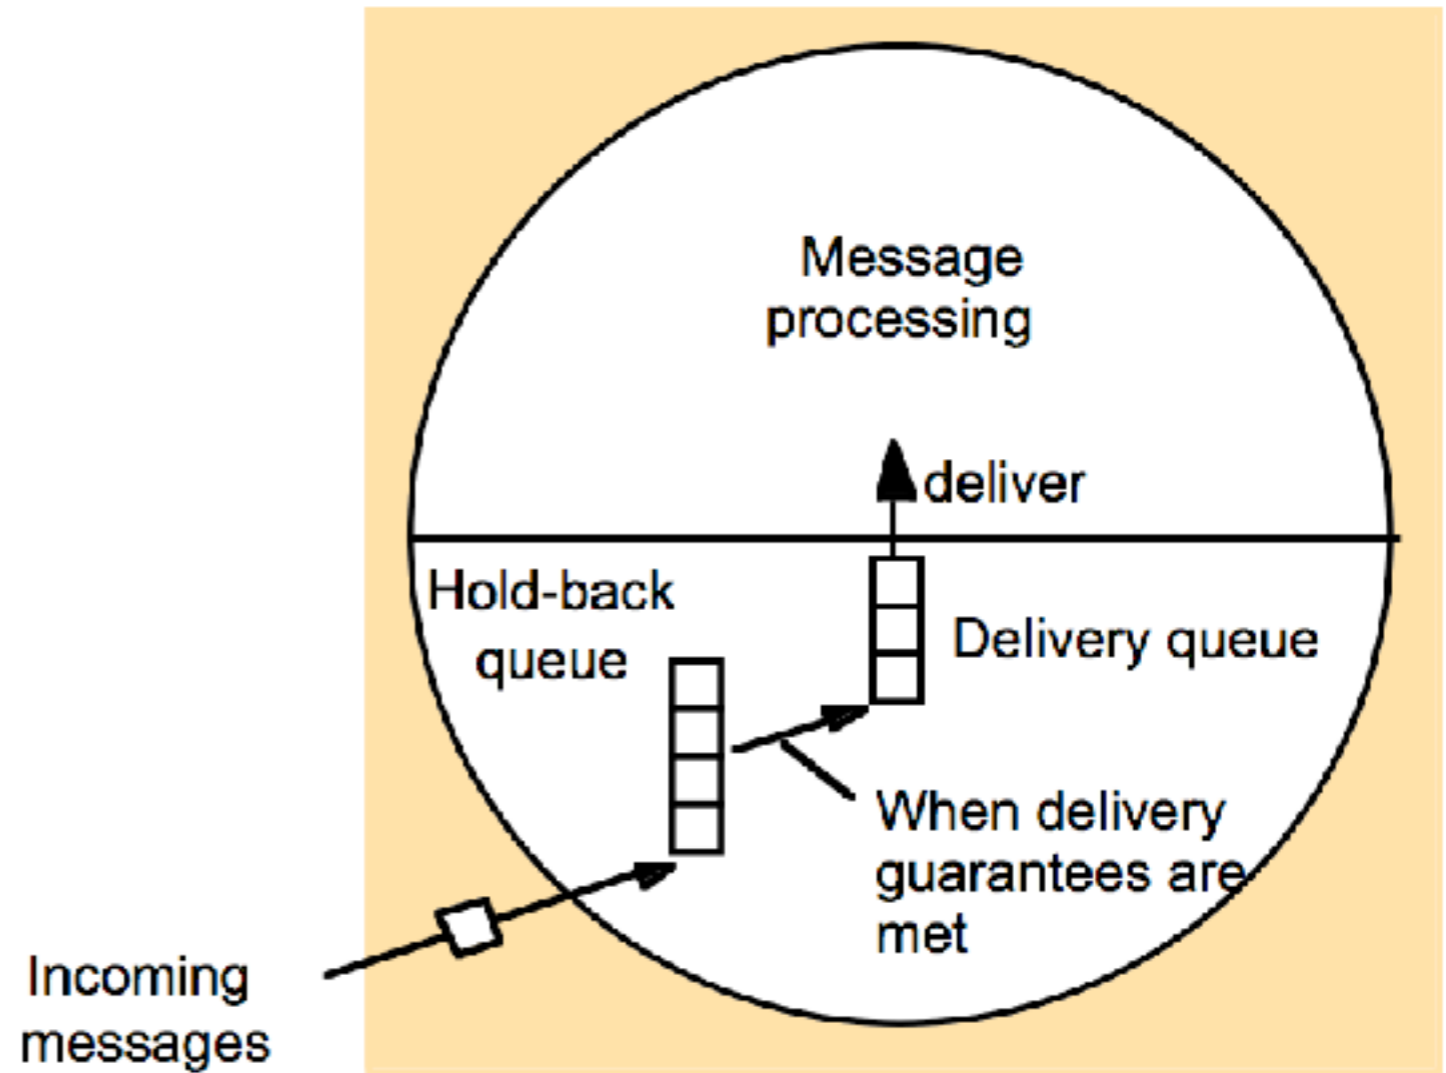 Message
processing
deliver
Hold-back
queue
Delivery queue
When delivery
guarantees are
met
Incoming
messages